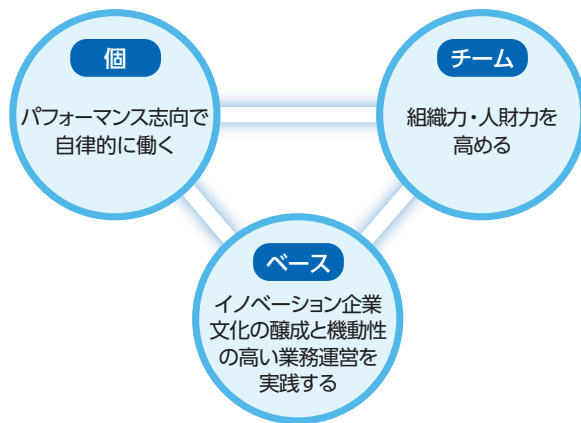 個
パフォーマンス志向で
自律的に働く
チーム
組織力・人財力を
高める
ベース
イノベーション企業
文化の醸成と機動性
の高い業務運営を
実践する